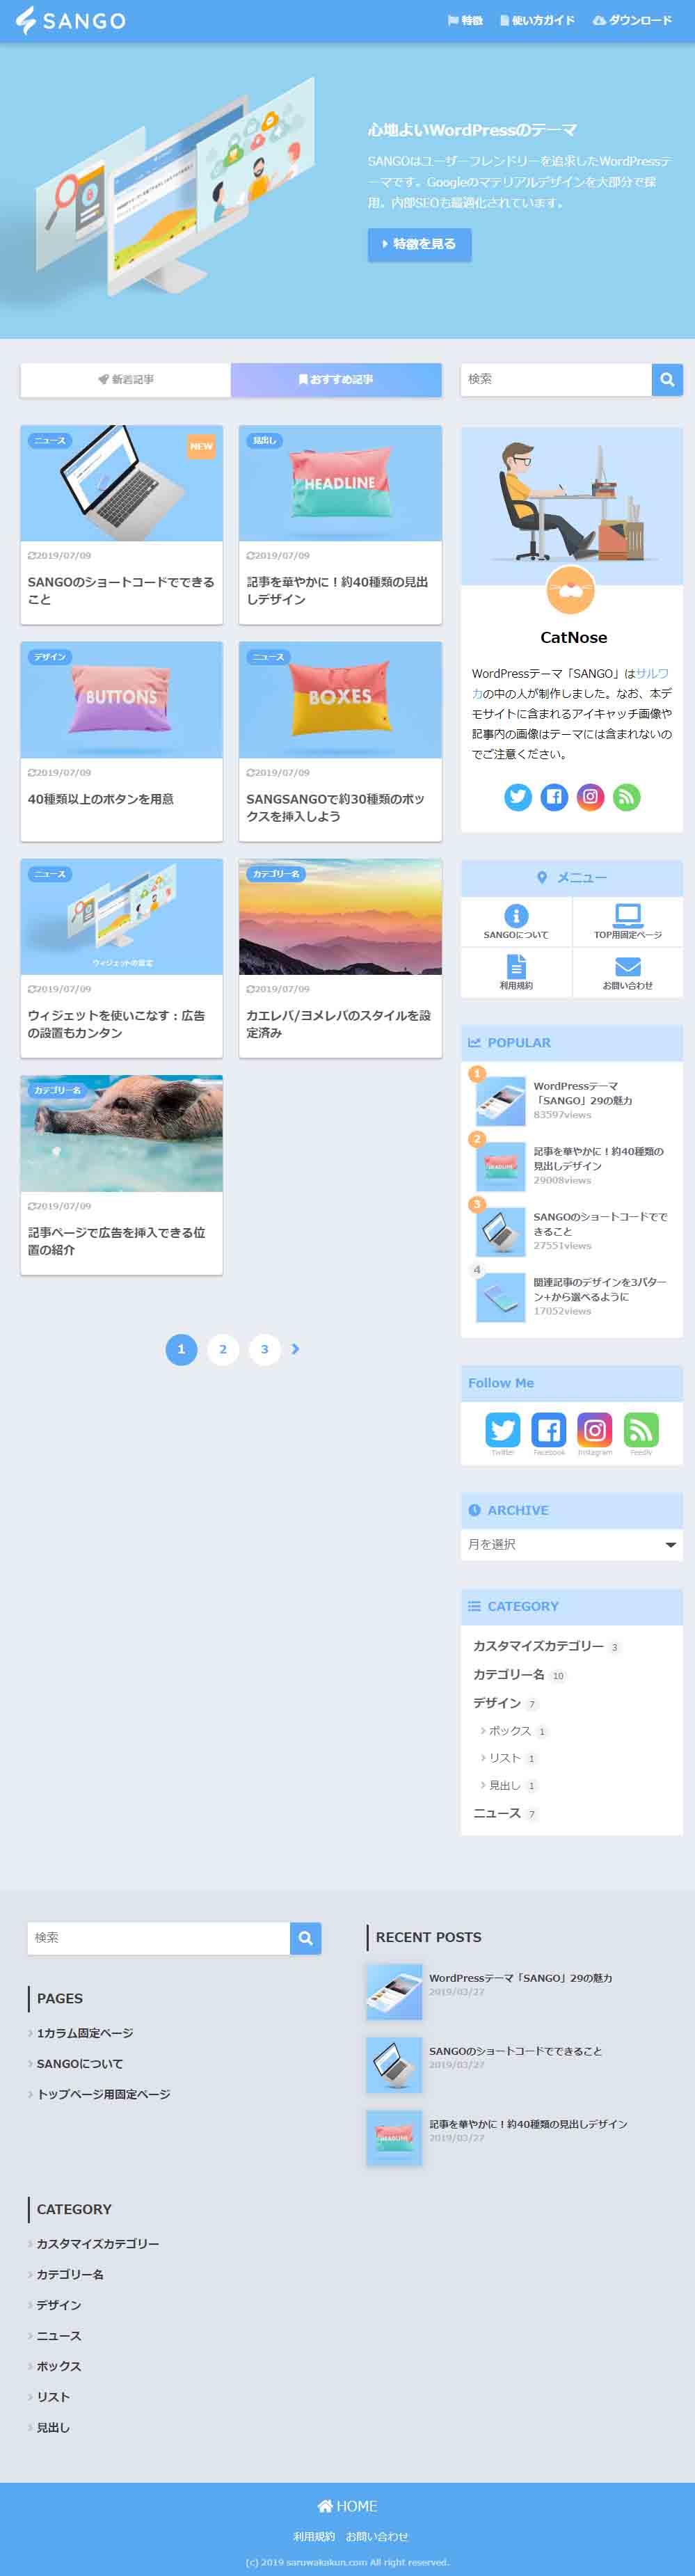 SANGO
特徴 使い方ガイド ダウンロード
心地よいWordPressのテーマ
SANGOはユーザーフレンドリーを追求したWordPressテ
ーマです。Googleのマテリアルデザインを大部分で採
用。内部SEOも最適化されています。
特徴を見る
新着記事 おすすめ記事
検索
ニュース
NEW
2019/07/09
SANGOのショートコードでできる
こと
見出し
HEADLINE
2019/07/09
記事を華やかに！約40種類の見出
しデザイン
デザイン
BUTTONS
2019/07/09
40種類以上のボタンを用意
ニュース
BOXES
2019/07/09
SANGSANGOで約30種類のボッ
クスを挿入しよう
ニュース
ウィジェットの設定
2019/07/09
ウィジェットを使いこなす：広告
の設置もカンタン
カテゴリー名
2019/07/09
カエレバ/ヨメレバのスタイルを設
定済み
カテゴリー名
2019/07/09
記事ページで広告を挿入できる位
置の紹介
1 2 3
CatNose
WordPressテーマ「SANGO」はサルワ
カの中の人が制作しました。なお、本デ
モサイトに含まれるアイキャッチ画像や
記事内の画像はテーマには含まれないの
でご注意ください。
メニュー
SANGOについて TOP用固定ページ
利用規約 お問い合わせ
POPULAR
1
WordPressテーマ
「SANGO」29の魅力
83597views
2
HEADLINE
記事を華やかに！約40種類の
見出しデザイン
29008views
3
SANGOのショートコードでで
きること
27551views
4
関連記事のデザインを3パター
ン+から選べるように
17052views
Follow Me
Twitter Facebook Instagram Feedly
ARCHIVE
月を選択
CATEGORY
カスタマイズカテゴリー 3
カテゴリー名 10
デザイン 7
ボックス 1
リスト 1
見出し 1
ニュース 7
検索
PAGES
1カラム固定ページ
SANGOについて
トップページ用固定ページ
RECENT POSTS
WordPressテーマ「SANGO」29の魅力
2019/03/27
SANGOのショートコードでできること
2019/03/27
HEADLINE
記事を華やかに！約40種類の見出しデザイン
2019/03/27
CATEGORY
カスタマイズカテゴリー
カテゴリー名
デザイン
ニュース
ボックス
リスト
見出し
HOME
利用規約 お問い合わせ
(c) 2019 saruwakakun.com All right reserved.